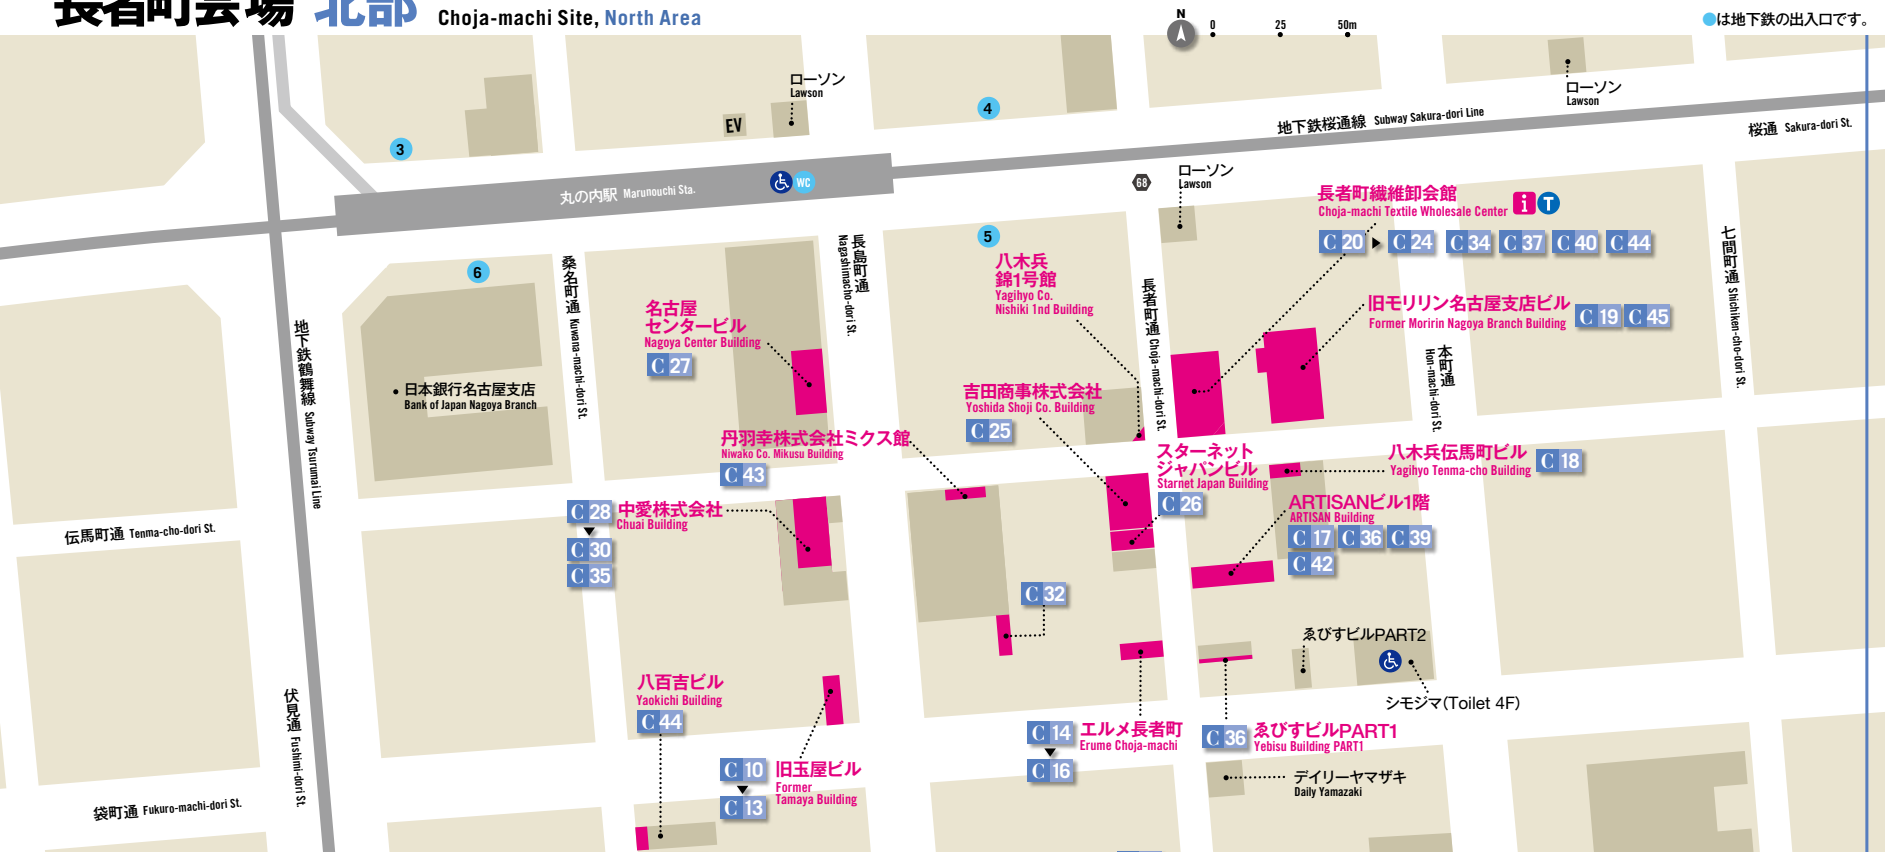 長者町会場 北部 Choja-machi Site, North Area
N
0 25 50m
は地下鉄の出入口です。
ローソン
Lawson
EV
3
4
ローソン
Lawson
地下鉄桜通線 Subway Sakura-dori Line
桜通 Sakura-dori St.
丸の内駅 Marunouchi Sta.
WC
68
ローソン
Lawson
長者町繊維卸会館
Choja-machi Textile Wholesale Center
i T
C20 ▶ C24 C34 C37 C40 C44
5
6
八木兵
錦1号館
Yagihyo Co.
Nishiki 1nd Building
長島町通 Nagashimacho-dori St.
桑名町通 Kuwana-machi-dori St.
長者町通 Choja-machi-dori St.
七間町通 Shichiken-cho-dori St.
本町通 Hon-machi-dori St.
地下鉄鶴舞線 Subway Tsurumai Line
名古屋
センタービル
Nagoya Center Building
C27
旧モリリン名古屋支店ビル
Former Moririn Nagoya Branch Building
C19 C45
日本銀行名古屋支店
Bank of Japan Nagoya Branch
吉田商事株式会社
Yoshida Shoji Co. Building
C25
丹羽幸株式会社ミクス館
Niwako Co. Mikusu Building
C43
スターネット
ジャパンビル
Starnet Japan Building
C26
八木兵伝馬町ビル
Yagihyo Tenma-cho Building
C18
ARTISANビル1階
ARTISAN Building
C17 C36 C39
C42
中愛株式会社
Chuai Building
C28
▼
C30
C35
伝馬町通 Tenma-cho-dori St.
C32
ゑびすビルPART2
シモジマ(Toilet 4F)
八百吉ビル
Yaokichi Building
C44
伏見通 Fushimi-dori St.
エルメ長者町
Erume Choja-machi
C14
▼
C16
C36
ゑびすビルPART1
Yebisu Building PART1
旧玉屋ビル
Former
Tamaya Building
C10
▼
C13
デイリーヤマザキ
Daily Yamazaki
袋町通 Fukuro-machi-dori St.